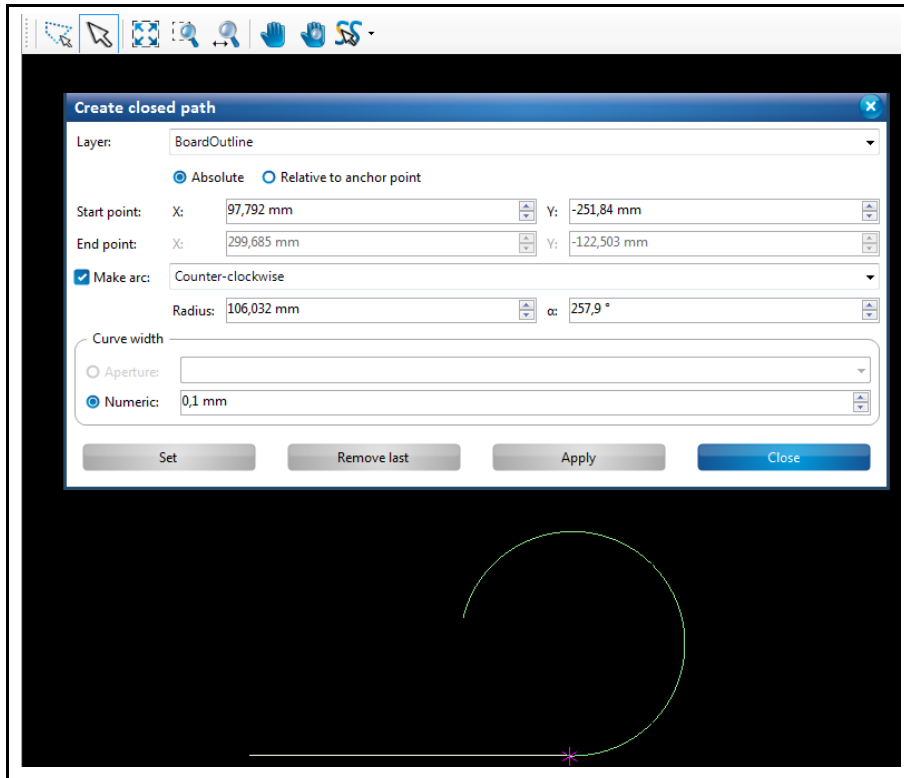 Create closed path
Layer: BoardOutline
Absolute Relative to anchor point
Start point: X: 97,792 mm Y: -251,84 mm
End point: X: 299,685 mm Y: -122,503 mm
Make arc: Counter-clockwise
Radius: 106,032 mm α: 257,9 °
Curve width
Aperture:
Numeric: 0,1 mm
Set Remove last Apply Close